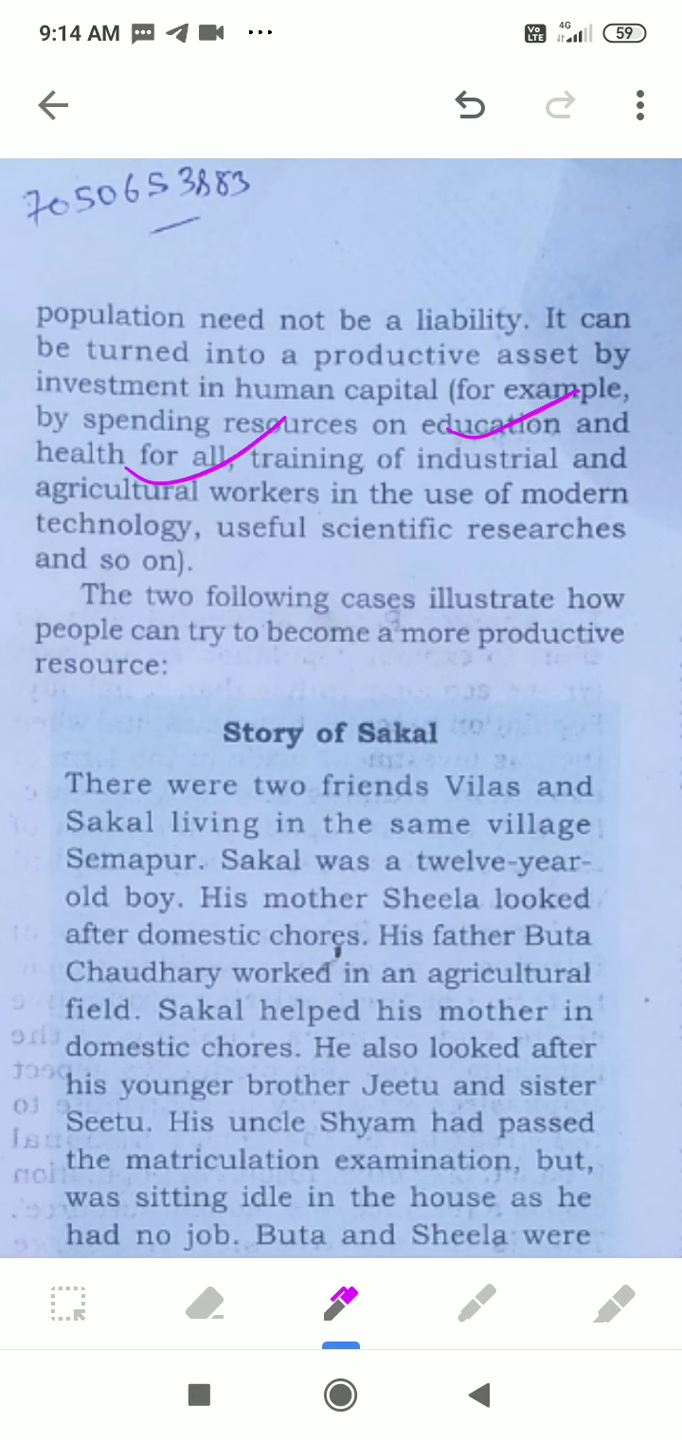 9:14 AM
Vo LTE 4G 59
7050653883
population need not be a liability. It can
be turned into a productive asset by
investment in human capital (for example,
by spending resources on education and
health for all, training of industrial and
agricultural workers in the use of modern
technology, useful scientific researches
and so on).
The two following cases illustrate how
people can try to become a more productive
resource:
Story of Sakal
There were two friends Vilas and
Sakal living in the same village
Semapur. Sakal was a twelve-year-
old boy. His mother Sheela looked
after domestic chores. His father Buta
Chaudhary worked in an agricultural
field. Sakal helped his mother in
domestic chores. He also looked after
his younger brother Jeetu and sister
Seetu. His uncle Shyam had passed
the matriculation examination, but,
was sitting idle in the house as he
had no job. Buta and Sheela were